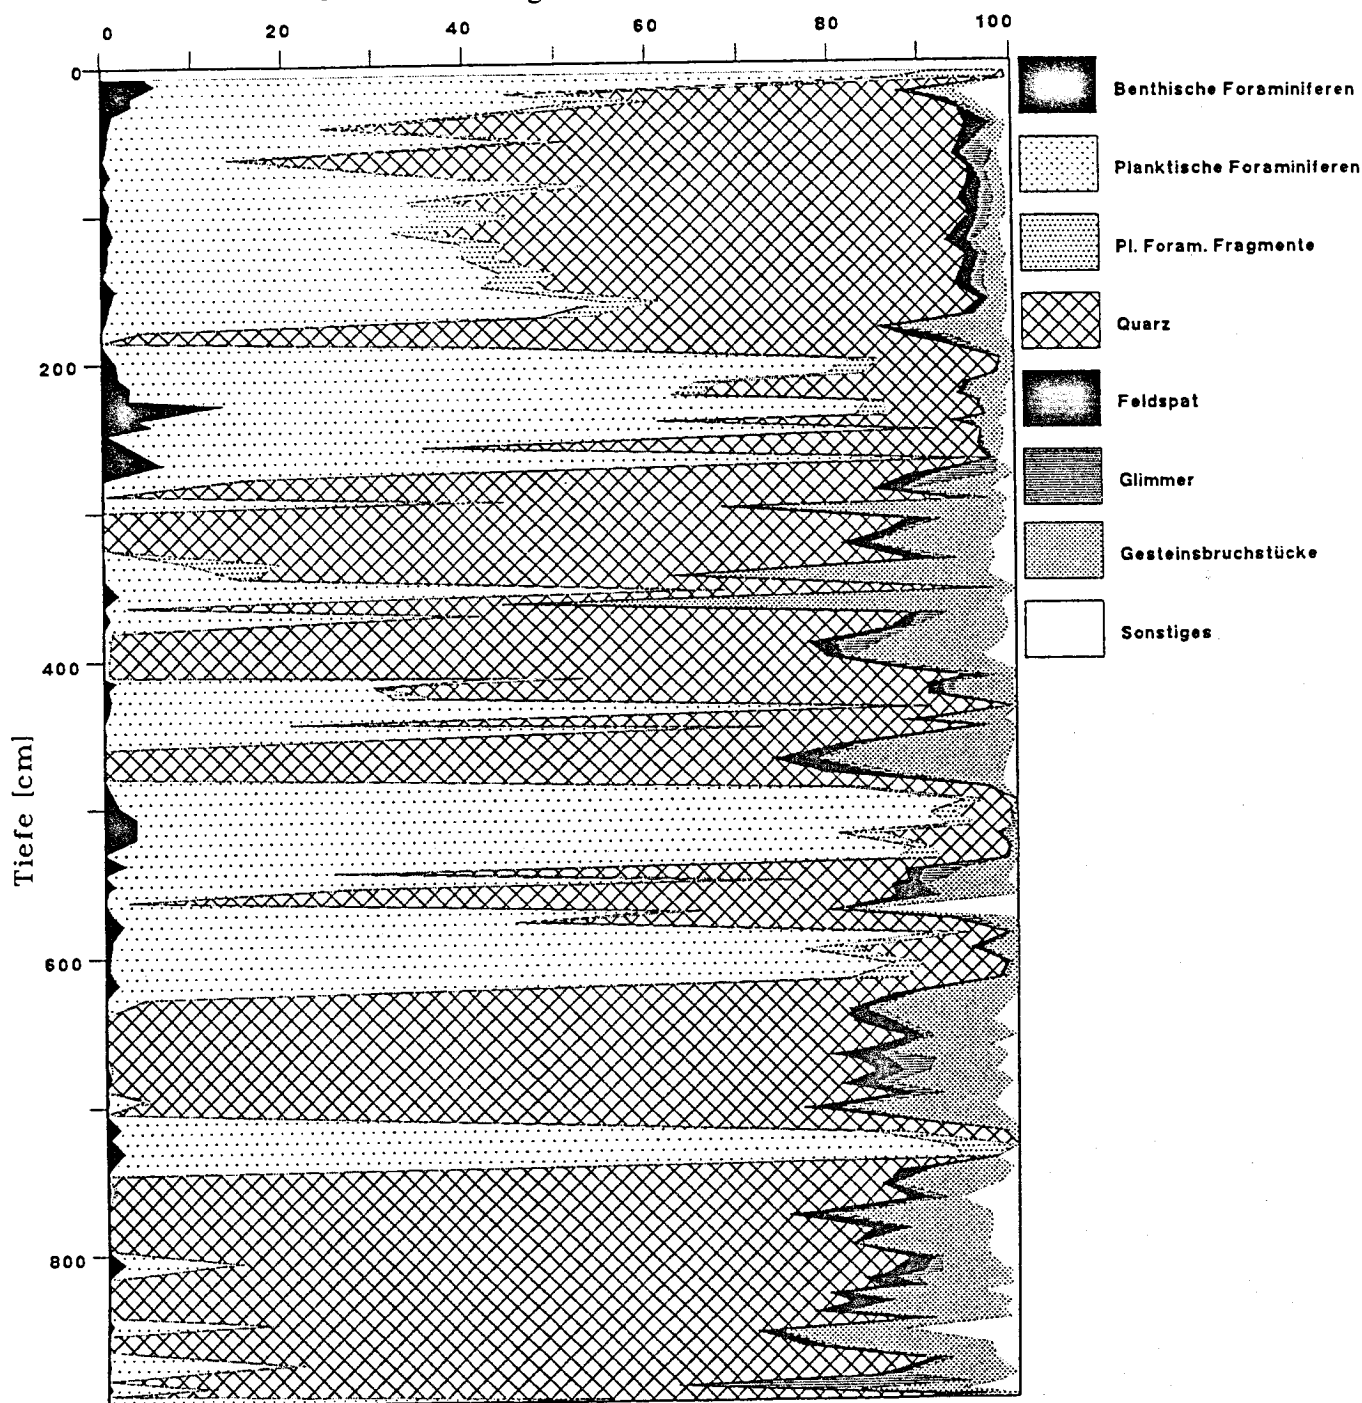 0 20 40 60 80 100
0
200
400
600
800
Tiefe [cm]
Benthische Foraminiferen
Planktische Foraminiferen
Pl. Foram. Fragmente
Quarz
Feldspat
Glimmer
Gesteinsbruchstücke
Sonstiges